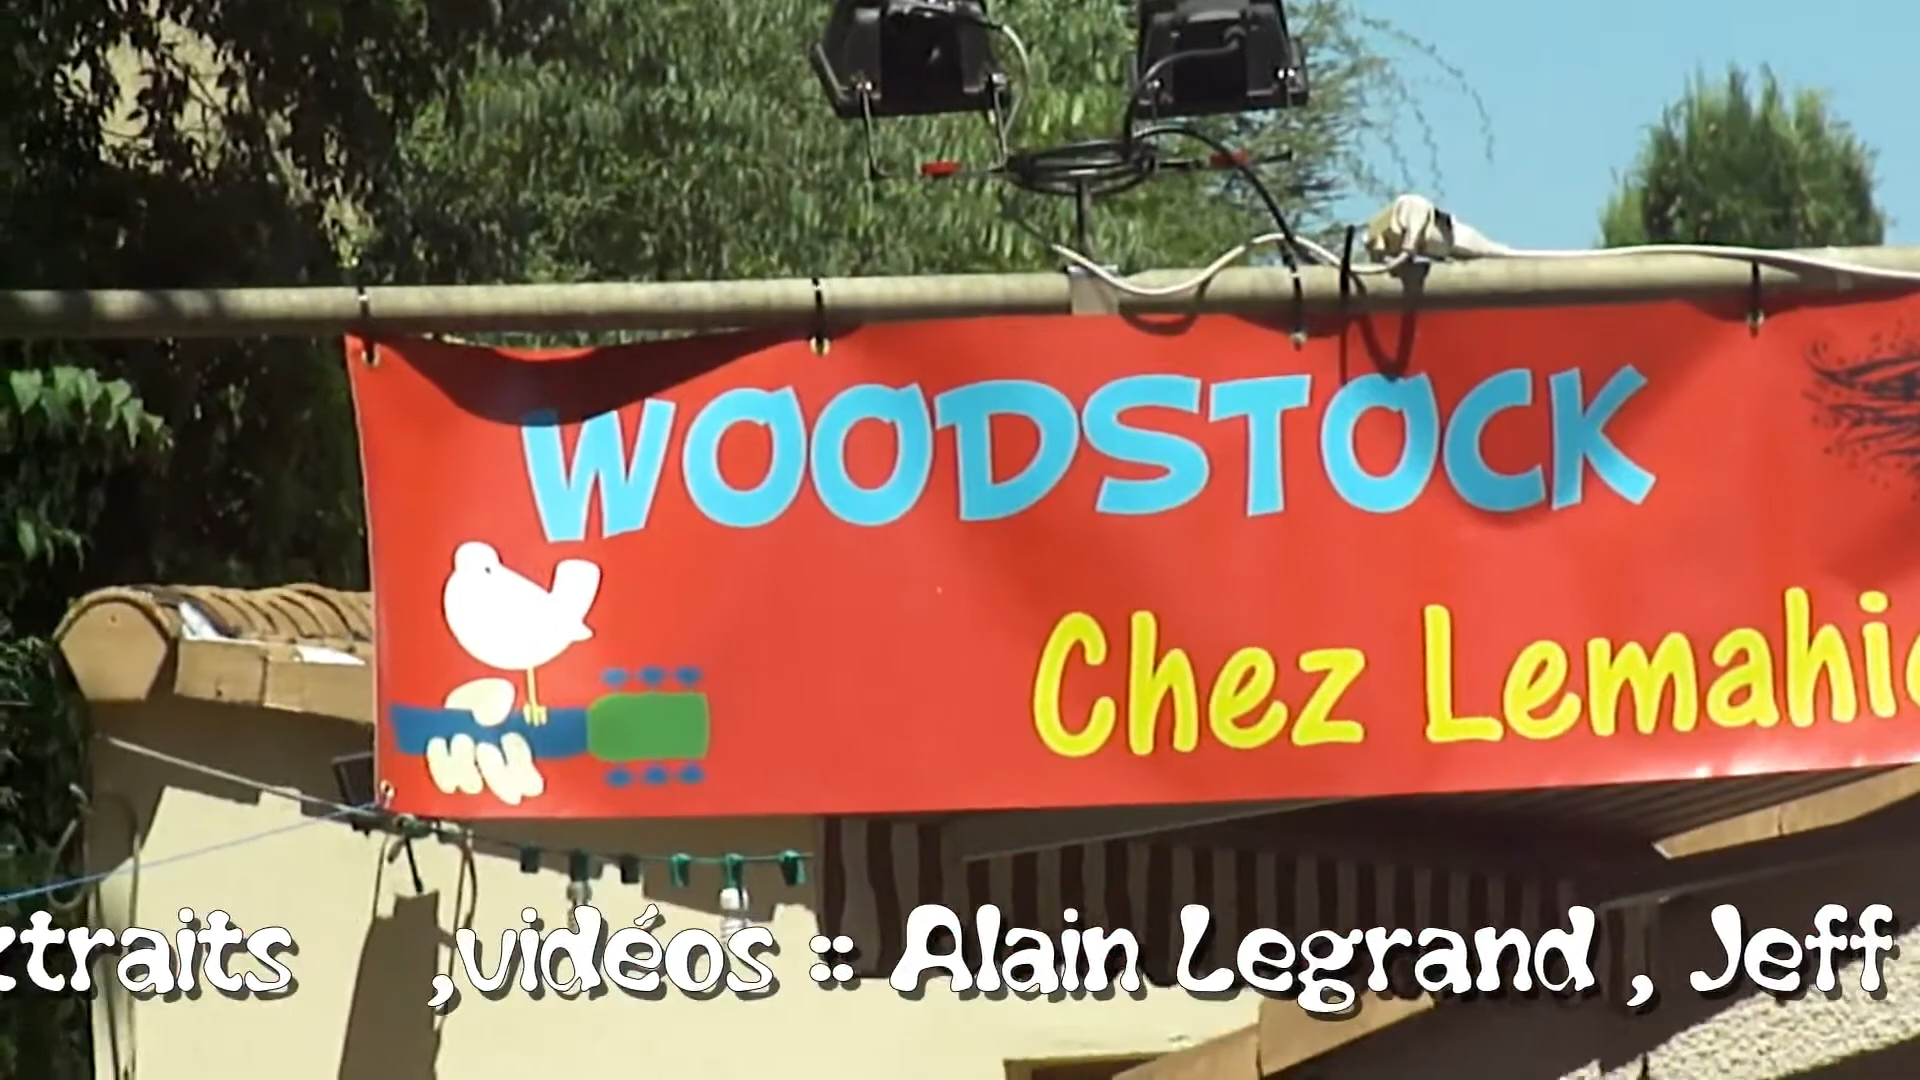 WOODSTOCK
Chez Lemahi
xtraits ,vidéos :: Alain Legrand , Jeff